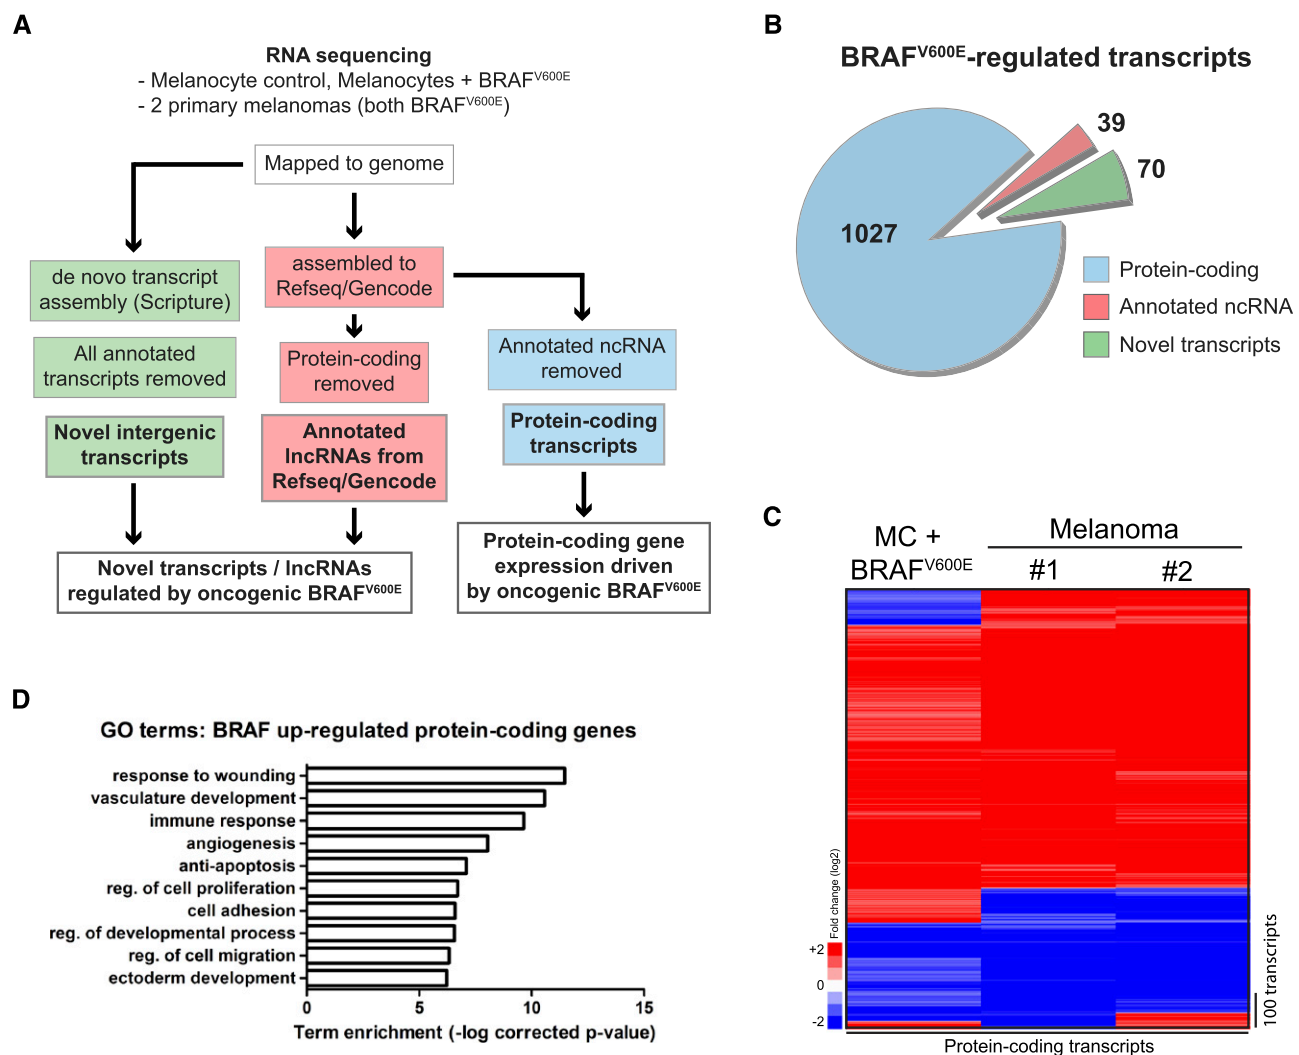 A
RNA sequencing
- Melanocyte control, Melanocytes + BRAFV600E
- 2 primary melanomas (both BRAFV600E)
Mapped to genome
de novo transcript
assembly (Scripture)
All annotated
transcripts removed
Novel intergenic
transcripts
assembled to
Refseq/Gencode
Protein-coding
removed
Annotated
lncRNAs from
Refseq/Gencode
Annotated ncRNA
removed
Protein-coding
transcripts
Novel transcripts / lncRNAs
regulated by oncogenic BRAFV600E
Protein-coding gene
expression driven
by oncogenic BRAFV600E
B
BRAFV600E-regulated transcripts
39
70
1027
Protein-coding
Annotated ncRNA
Novel transcripts
C
MC +
BRAFV600E
Melanoma
#1
#2
Fold change (log2)
+2
0
-2
100 transcripts
Protein-coding transcripts
D
GO terms: BRAF up-regulated protein-coding genes
response to wounding
vasculature development
immune response
angiogenesis
anti-apoptosis
reg. of cell proliferation
cell adhesion
reg. of developmental process
reg. of cell migration
ectoderm development
0 5 10 15
Term enrichment (-log corrected p-value)